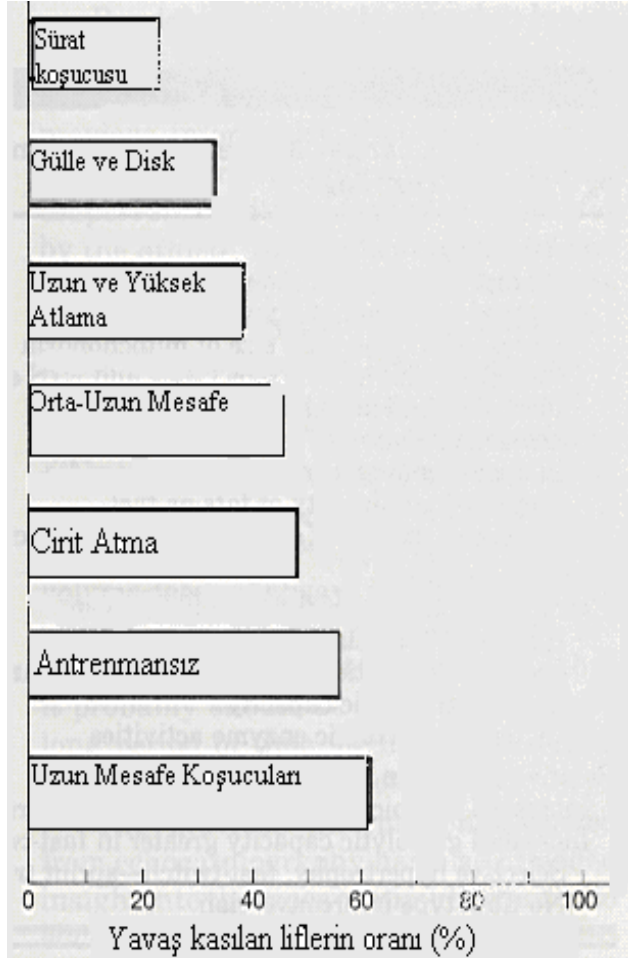 Sürat
koşucusu
Gülle ve Disk
Uzun ve Yüksek
Atlama
Orta-Uzun Mesafe
Cirit Atma
Antrenmansız
Uzun Mesafe Koşucuları
0 20 40 60 80 100
Yavaş kasılan liflerin oranı (%)